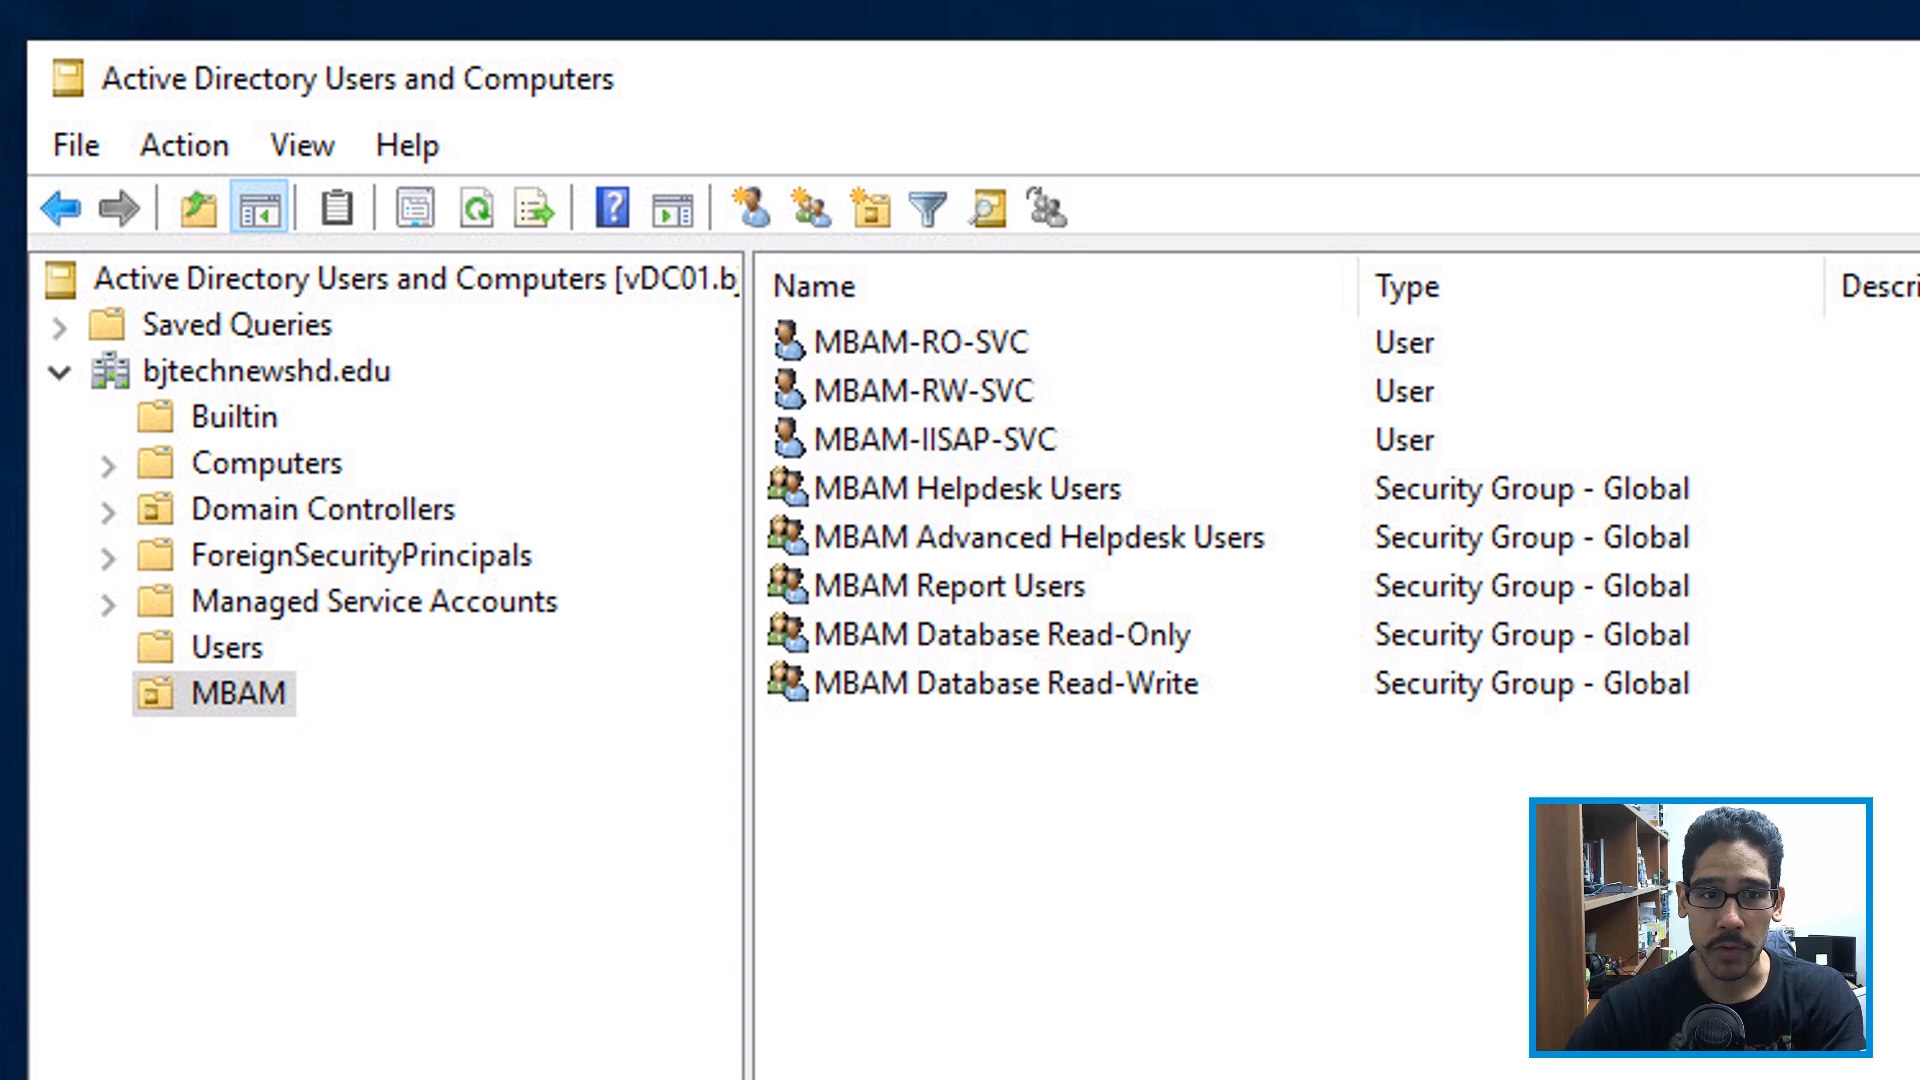 Active Directory Users and Computers
File Action View Help
Active Directory Users and Computers [vDC01.bj
Saved Queries
bjtechnewshd.edu
Builtin
Computers
Domain Controllers
ForeignSecurityPrincipals
Managed Service Accounts
Users
MBAM
Name Type Descri
MBAM-RO-SVC User
MBAM-RW-SVC User
MBAM-IISAP-SVC User
MBAM Helpdesk Users Security Group - Global
MBAM Advanced Helpdesk Users Security Group - Global
MBAM Report Users Security Group - Global
MBAM Database Read-Only Security Group - Global
MBAM Database Read-Write Security Group - Global